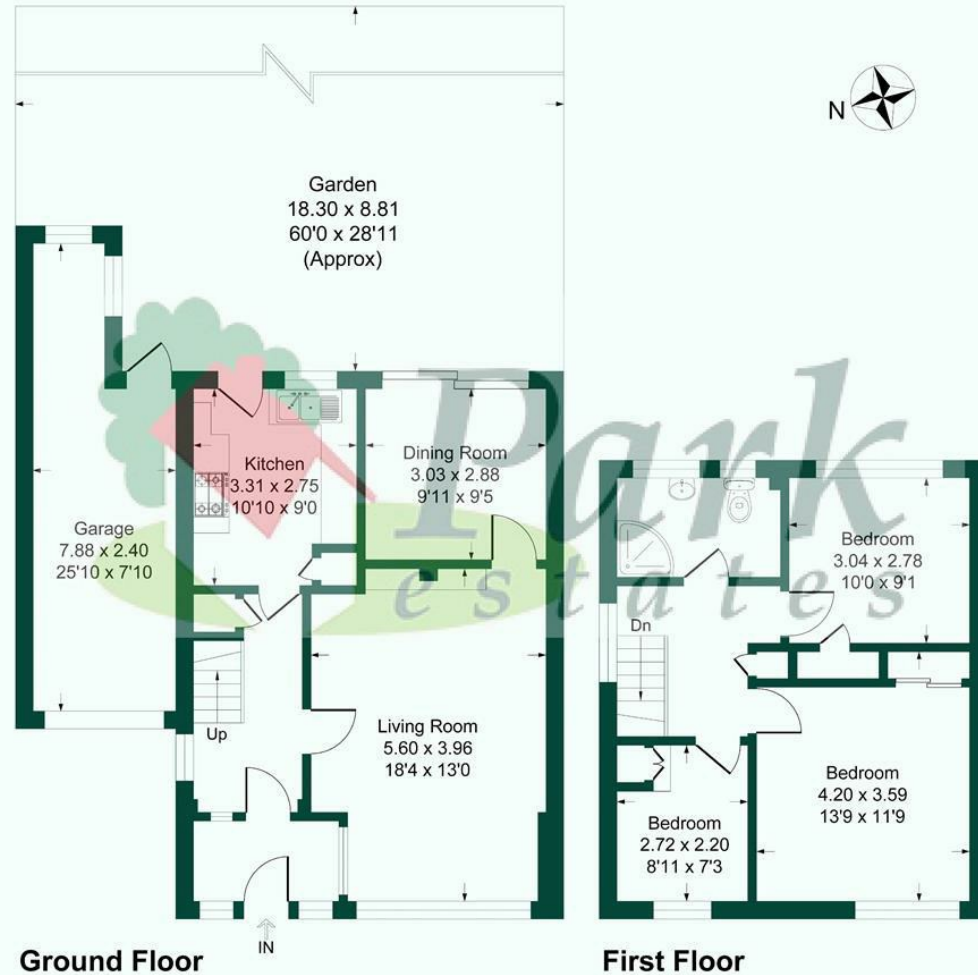 N
Garden
18.30 x 8.81
60'0 x 28'11
(Approx)
Park
estates
Kitchen
3.31 x 2.75
10'10 x 9'0
Dining Room
3.03 x 2.88
9'11 x 9'5
Garage
7.88 x 2.40
25'10 x 7'10
Up
Living Room
5.60 x 3.96
18'4 x 13'0
IN
Bedroom
3.04 x 2.78
10'0 x 9'1
Dn
Bedroom
4.20 x 3.59
13'9 x 11'9
Bedroom
2.72 x 2.20
8'11 x 7'3
Ground Floor
First Floor